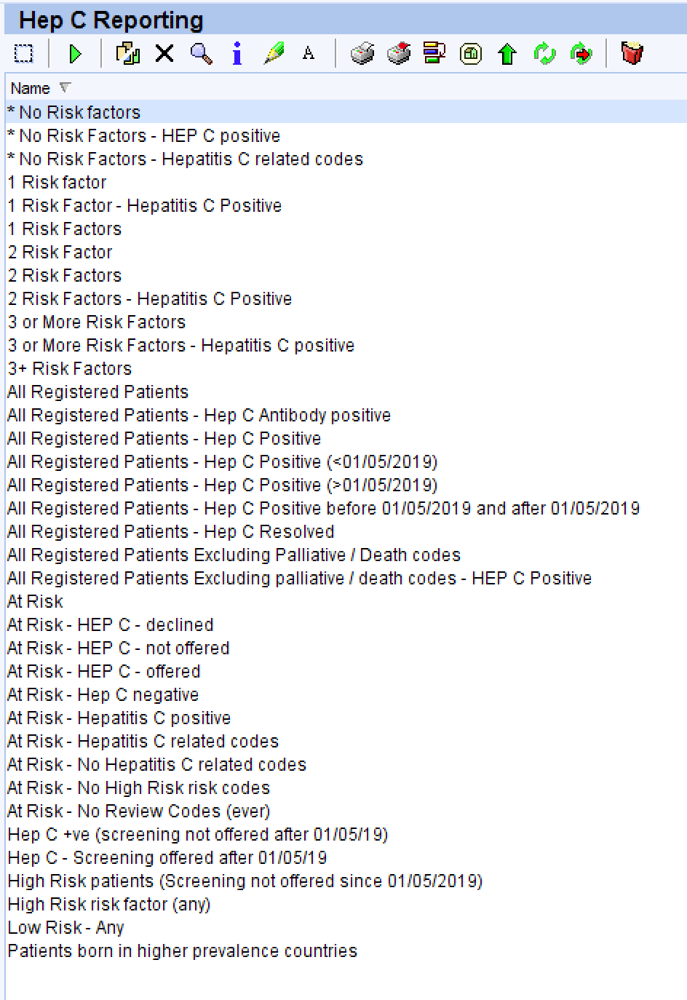 Hep C Reporting
A
Name
* No Risk factors
* No Risk Factors - HEP C positive
* No Risk Factors - Hepatitis C related codes
1 Risk factor
1 Risk Factor - Hepatitis C Positive
1 Risk Factors
2 Risk Factor
2 Risk Factors
2 Risk Factors - Hepatitis C Positive
3 or More Risk Factors
3 or More Risk Factors - Hepatitis C positive
3+ Risk Factors
All Registered Patients
All Registered Patients - Hep C Antibody positive
All Registered Patients - Hep C Positive
All Registered Patients - Hep C Positive (<01/05/2019)
All Registered Patients - Hep C Positive (>01/05/2019)
All Registered Patients - Hep C Positive before 01/05/2019 and after 01/05/2019
All Registered Patients - Hep C Resolved
All Registered Patients Excluding Palliative / Death codes
All Registered Patients Excluding palliative / death codes - HEP C Positive
At Risk
At Risk - HEP C - declined
At Risk - HEP C - not offered
At Risk - HEP C - offered
At Risk - Hep C negative
At Risk - Hepatitis C positive
At Risk - Hepatitis C related codes
At Risk - No Hepatitis C related codes
At Risk - No High Risk risk codes
At Risk - No Review Codes (ever)
Hep C +ve (screening not offered after 01/05/19)
Hep C - Screening offered after 01/05/19
High Risk patients (Screening not offered since 01/05/2019)
High Risk risk factor (any)
Low Risk - Any
Patients born in higher prevalence countries